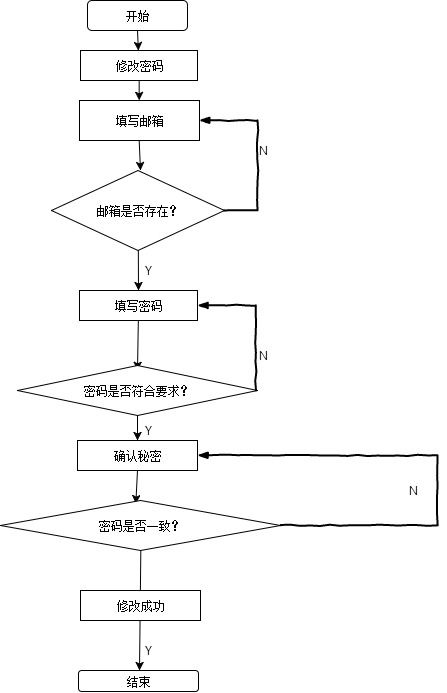 开始
修改密码
填写邮箱
N
邮箱是否存在？
Y
填写密码
N
密码是否符合要求？
Y
确认秘密
N
密码是否一致？
修改成功
Y
结束